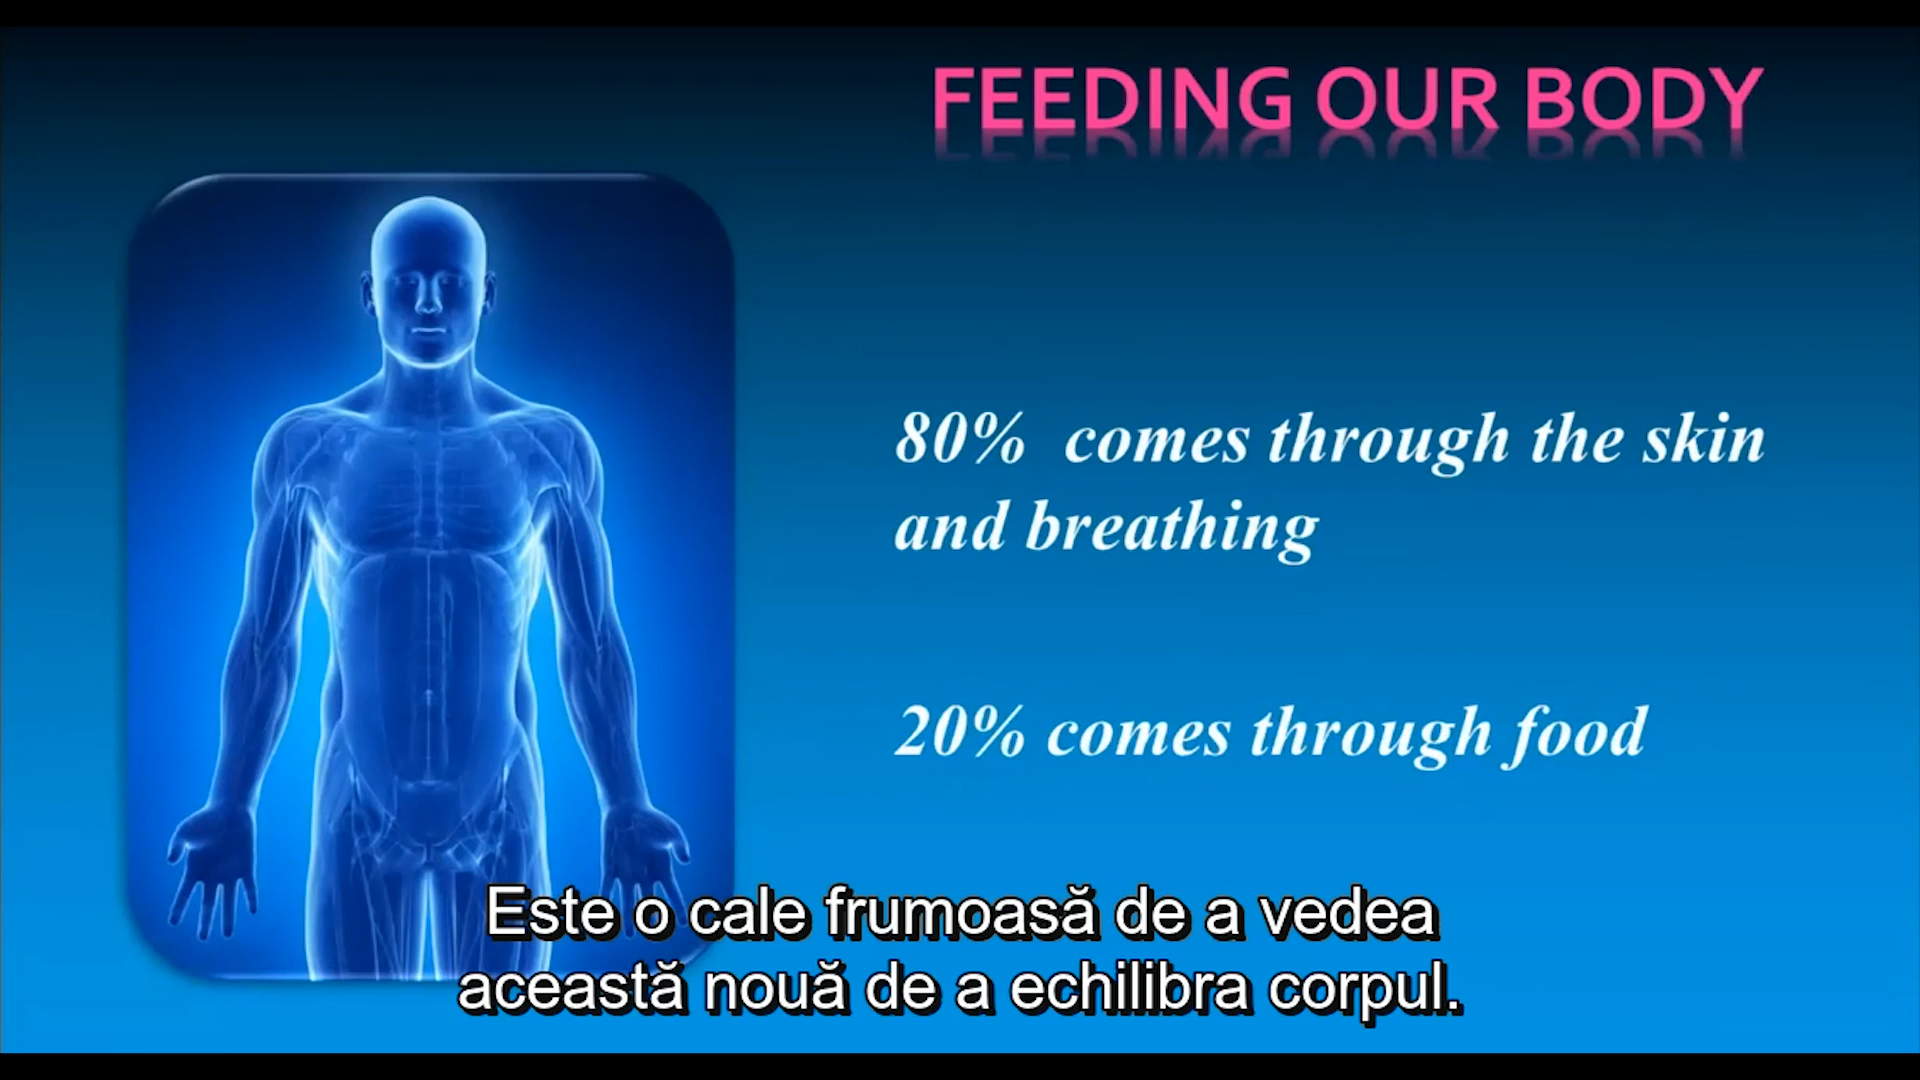 FEEDING OUR BODY
80% comes through the skin
and breathing
20% comes through food
Este o cale frumoasă de a vedea
această nouă de a echilibra corpul.